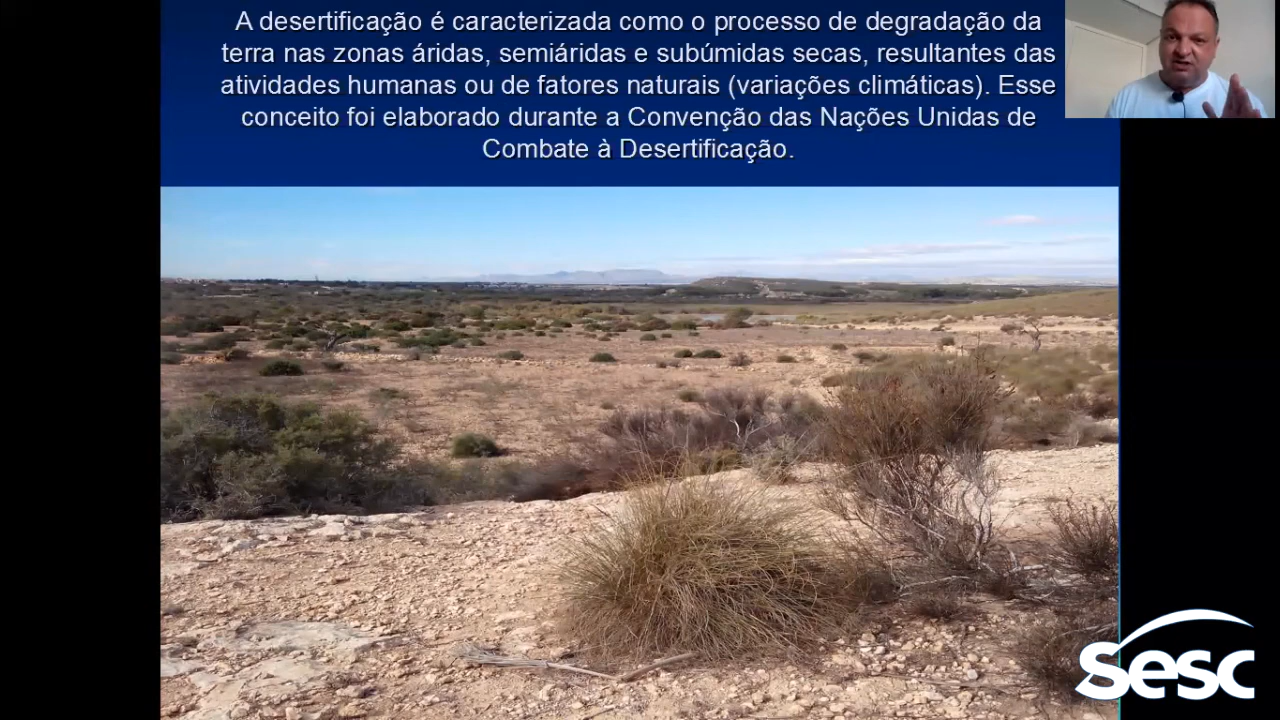 A desertificação é caracterizada como o processo de degradação da
terra nas zonas áridas, semiáridas e subúmidas secas, resultantes das
atividades humanas ou de fatores naturais (variações climáticas). Esse
conceito foi elaborado durante a Convenção das Nações Unidas de
Combate à Desertificação.
Sesc